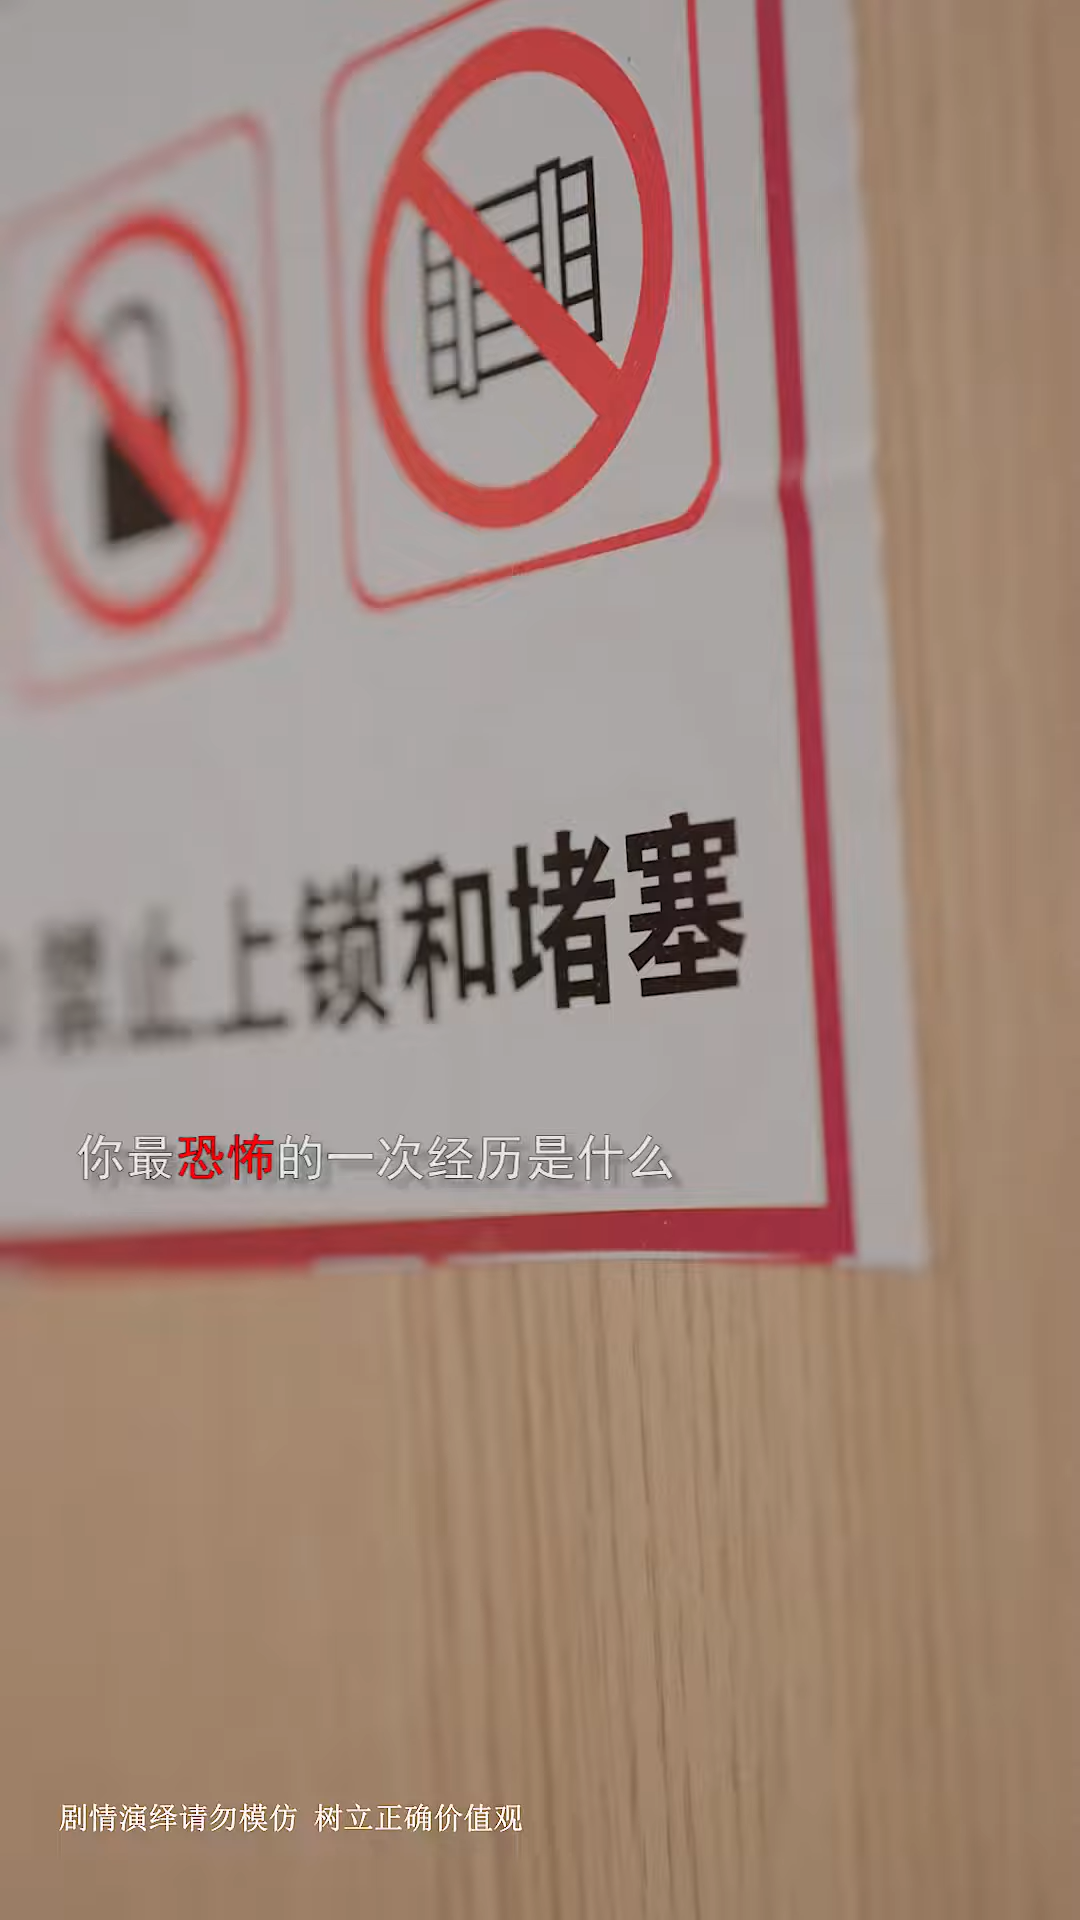 禁止上锁和堵塞
你最恐怖的一次经历是什么
剧情演绎请勿模仿 树立正确价值观